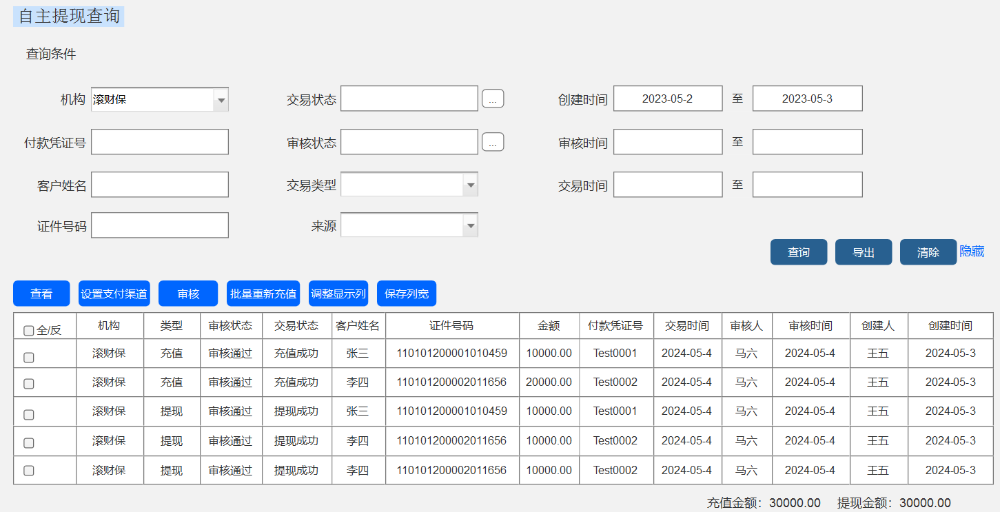 自主提现查询
查询条件
机构 滚财保 交易状态 ... 创建时间 2023-05-2 至 2023-05-3
付款凭证号 审核状态 ... 审核时间 至
客户姓名 交易类型 交易时间 至
证件号码 来源
查询 导出 清除 隐藏
查看 设置支付渠道 审核 批量重新充值 调整显示列 保存列宽
全/反 机构 类型 审核状态 交易状态 客户姓名 证件号码 金额 付款凭证号 交易时间 审核人 审核时间 创建人 创建时间
滚财保 充值 审核通过 充值成功 张三 110101200001010459 10000.00 Test0001 2024-05-4 马六 2024-05-4 王五 2024-05-3
滚财保 充值 审核通过 充值成功 李四 110101200002011656 20000.00 Test0002 2024-05-4 马六 2024-05-4 王五 2024-05-3
滚财保 提现 审核通过 提现成功 张三 110101200001010459 10000.00 Test0001 2024-05-4 马六 2024-05-4 王五 2024-05-3
滚财保 提现 审核通过 提现成功 李四 110101200002011656 10000.00 Test0002 2024-05-4 马六 2024-05-4 王五 2024-05-3
滚财保 提现 审核通过 提现成功 李四 110101200002011656 10000.00 Test0002 2024-05-4 马六 2024-05-4 王五 2024-05-3
充值金额：30000.00 提现金额：30000.00